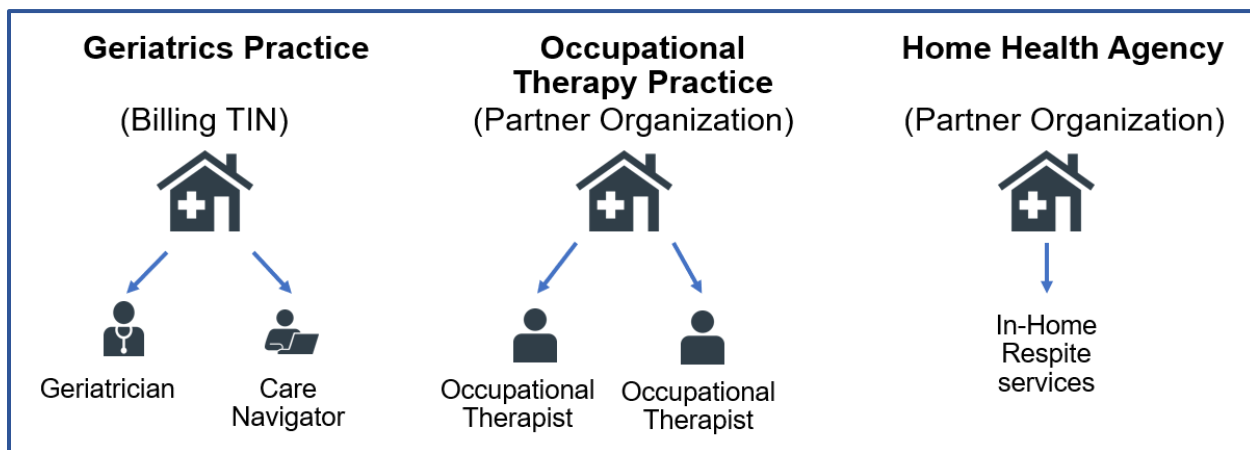 Geriatrics Practice
(Billing TIN)
Geriatrician
Care
Navigator
Occupational
Therapy Practice
(Partner Organization)
Occupational
Therapist
Occupational
Therapist
Home Health Agency
(Partner Organization)
In-Home
Respite
services